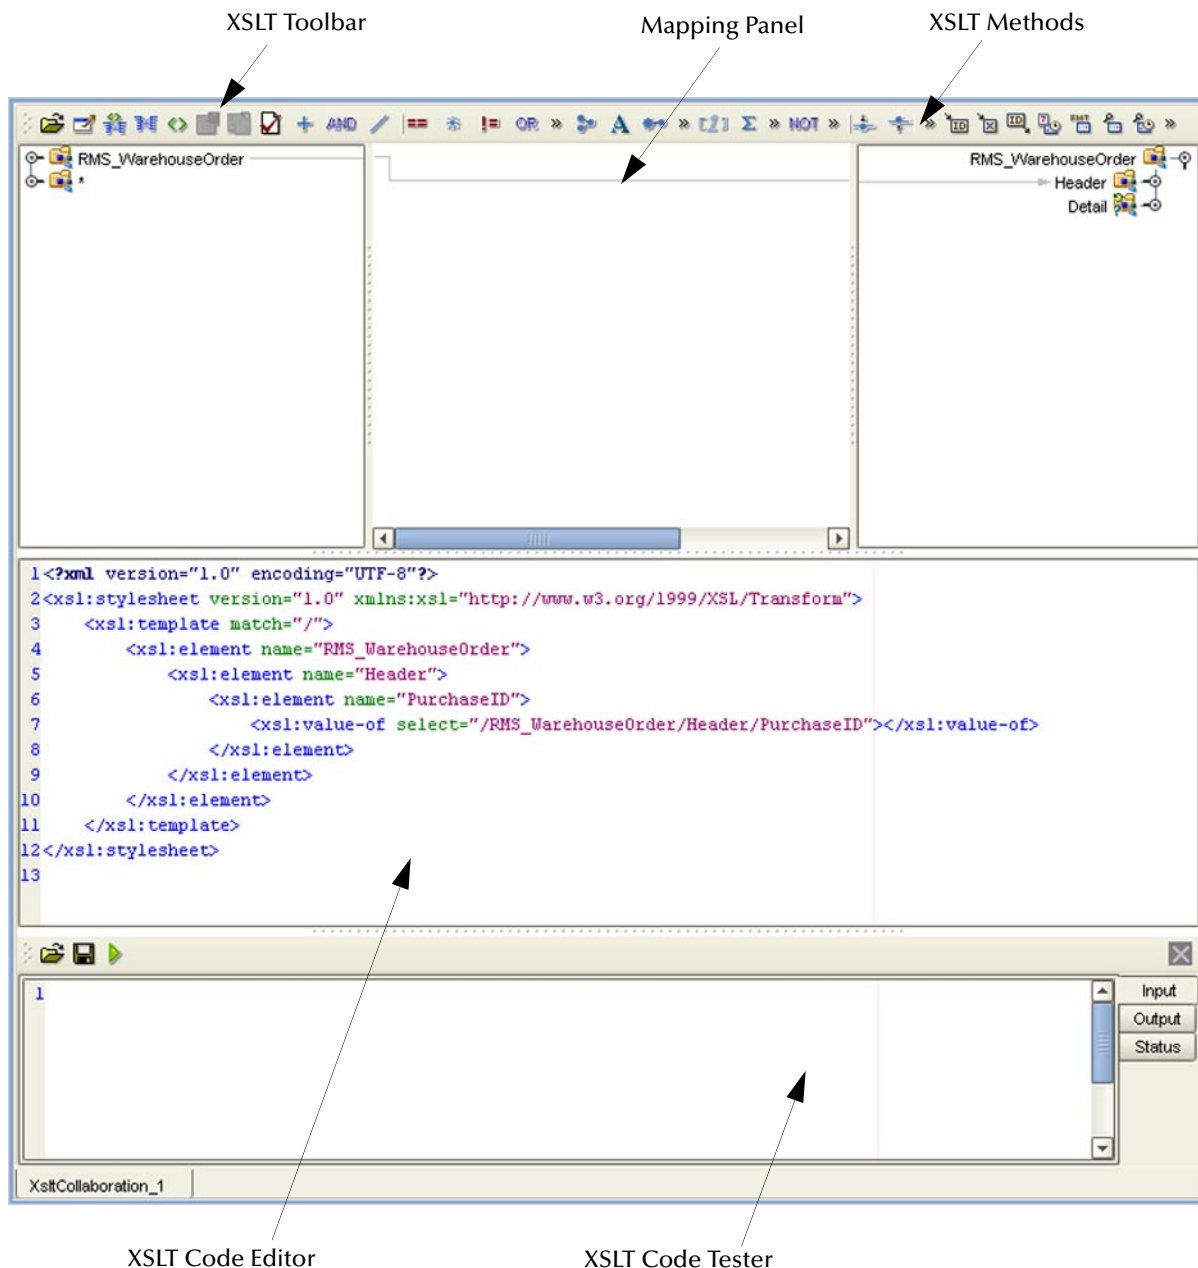 XSLT Toolbar
Mapping Panel
XSLT Methods
AND == != OR » A » Σ » NOT » » ID ID »
RMS_WarehouseOrder
*
RMS_WarehouseOrder
Header
Detail
1<?xml version="1.0" encoding="UTF-8"?>
2<xsl:stylesheet version="1.0" xmlns:xsl="http://www.w3.org/1999/XSL/Transform">
3    <xsl:template match="/">
4        <xsl:element name="RMS_WarehouseOrder">
5            <xsl:element name="Header">
6                <xsl:element name="PurchaseID">
7                    <xsl:value-of select="/RMS_WarehouseOrder/Header/PurchaseID"></xsl:value-of>
8                </xsl:element>
9            </xsl:element>
10        </xsl:element>
11    </xsl:template>
12</xsl:stylesheet>
13
1
Input
Output
Status
XsltCollaboration_1
XSLT Code Editor
XSLT Code Tester